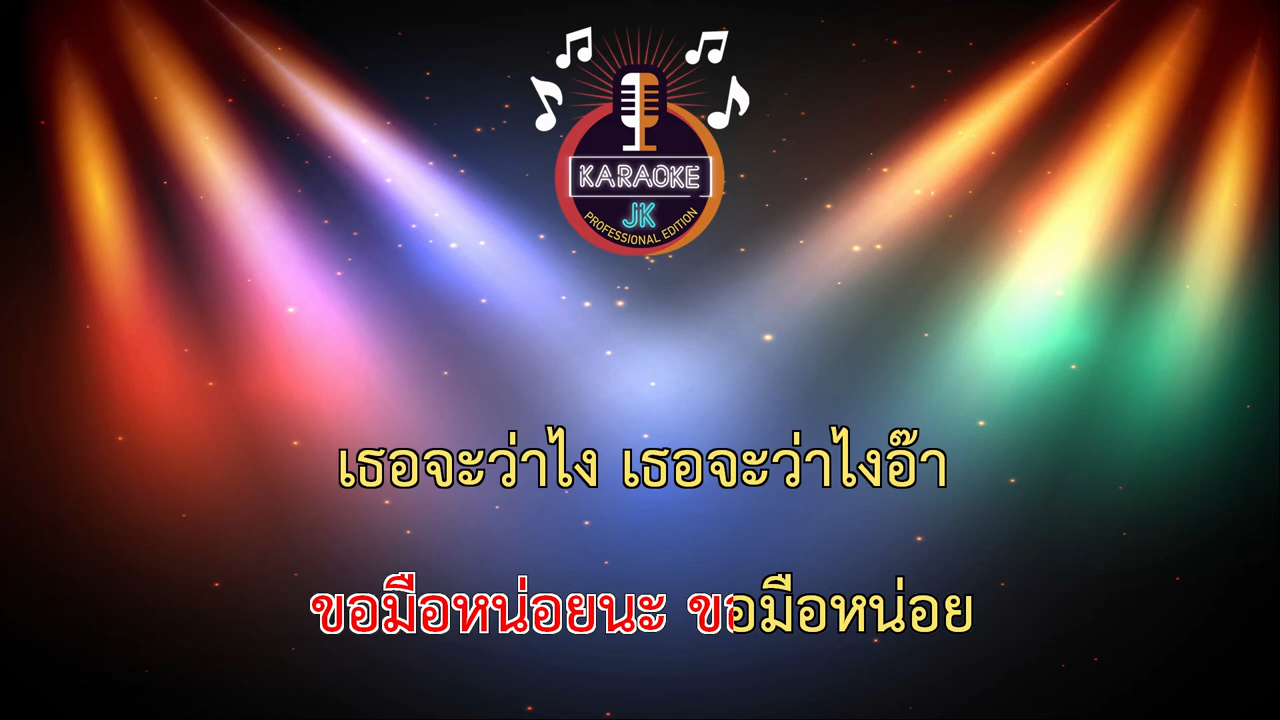 KARAOKE
JK
PROFESSIONAL EDITION
เธอจะว่าไง เธอจะว่าไงอ๊า
ขอมือหน่อยนะ ขอมือหน่อย